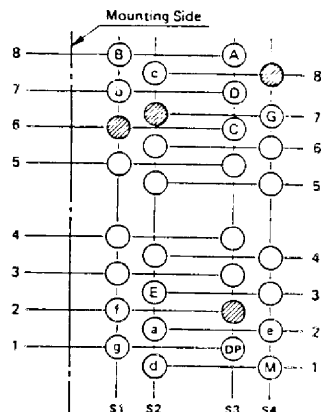 Mounting Side
8 B A
c 8
7 b D
G 7
6 C
6
5
5
4
4
3
E 3
2 f
a e 2
1 g DP
d M 1
S1 S2 S3 S4